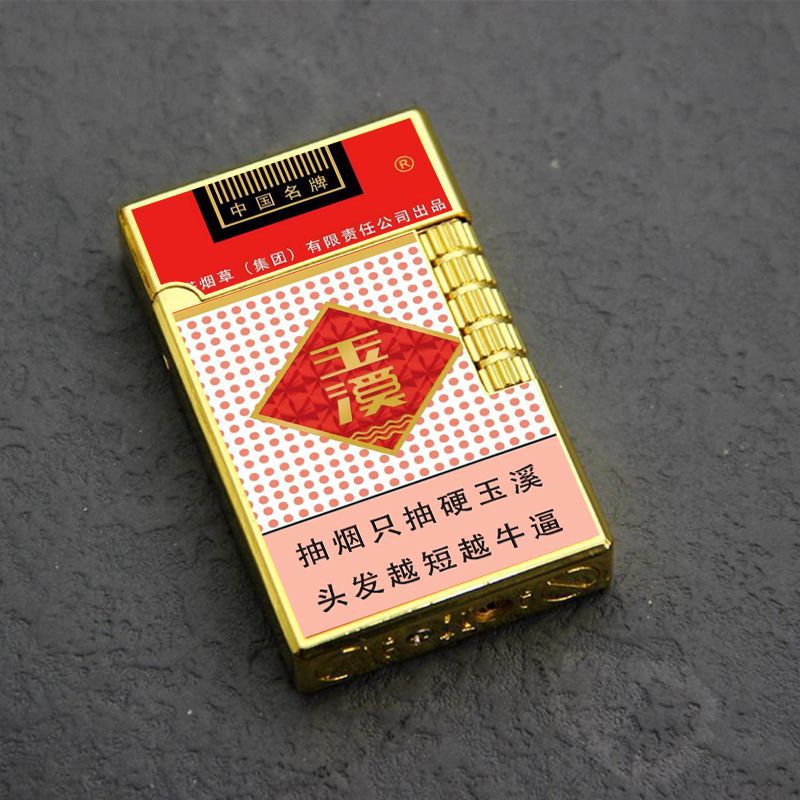 中国名牌
®
烟草（集团）有限责任公司出品
玉溪
抽烟只抽硬玉溪
头发越短越牛逼